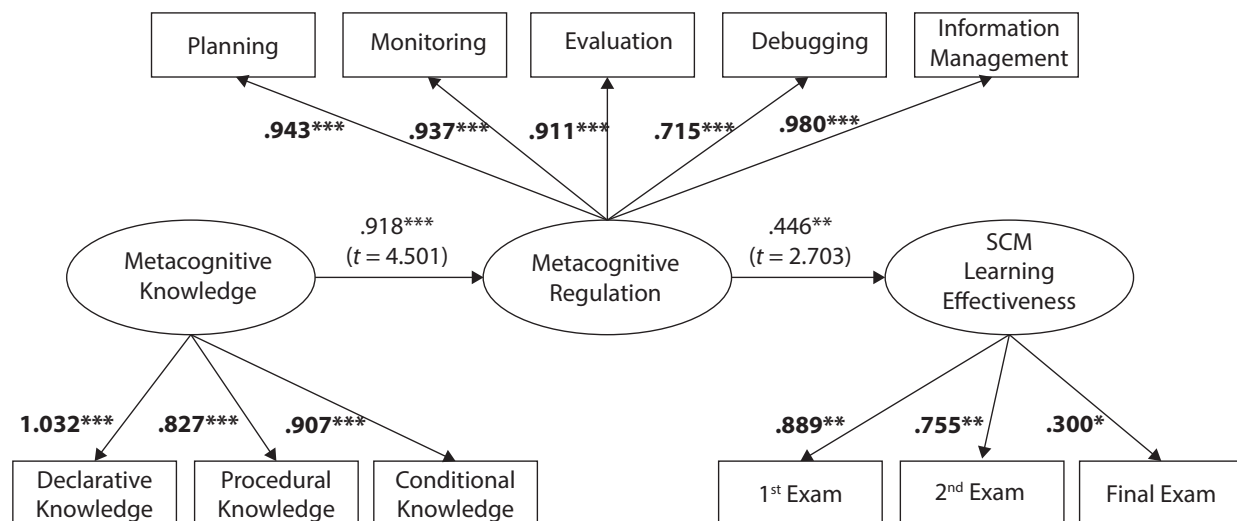 Planning
Monitoring
Evaluation
Debugging
Information
Management
.943***
.937***
.911***
.715***
.980***
Metacognitive
Knowledge
.918***
(t = 4.501)
Metacognitive
Regulation
.446**
(t = 2.703)
SCM
Learning
Effectiveness
1.032***
.827***
.907***
.889**
.755**
.300*
Declarative
Knowledge
Procedural
Knowledge
Conditional
Knowledge
1st Exam
2nd Exam
Final Exam